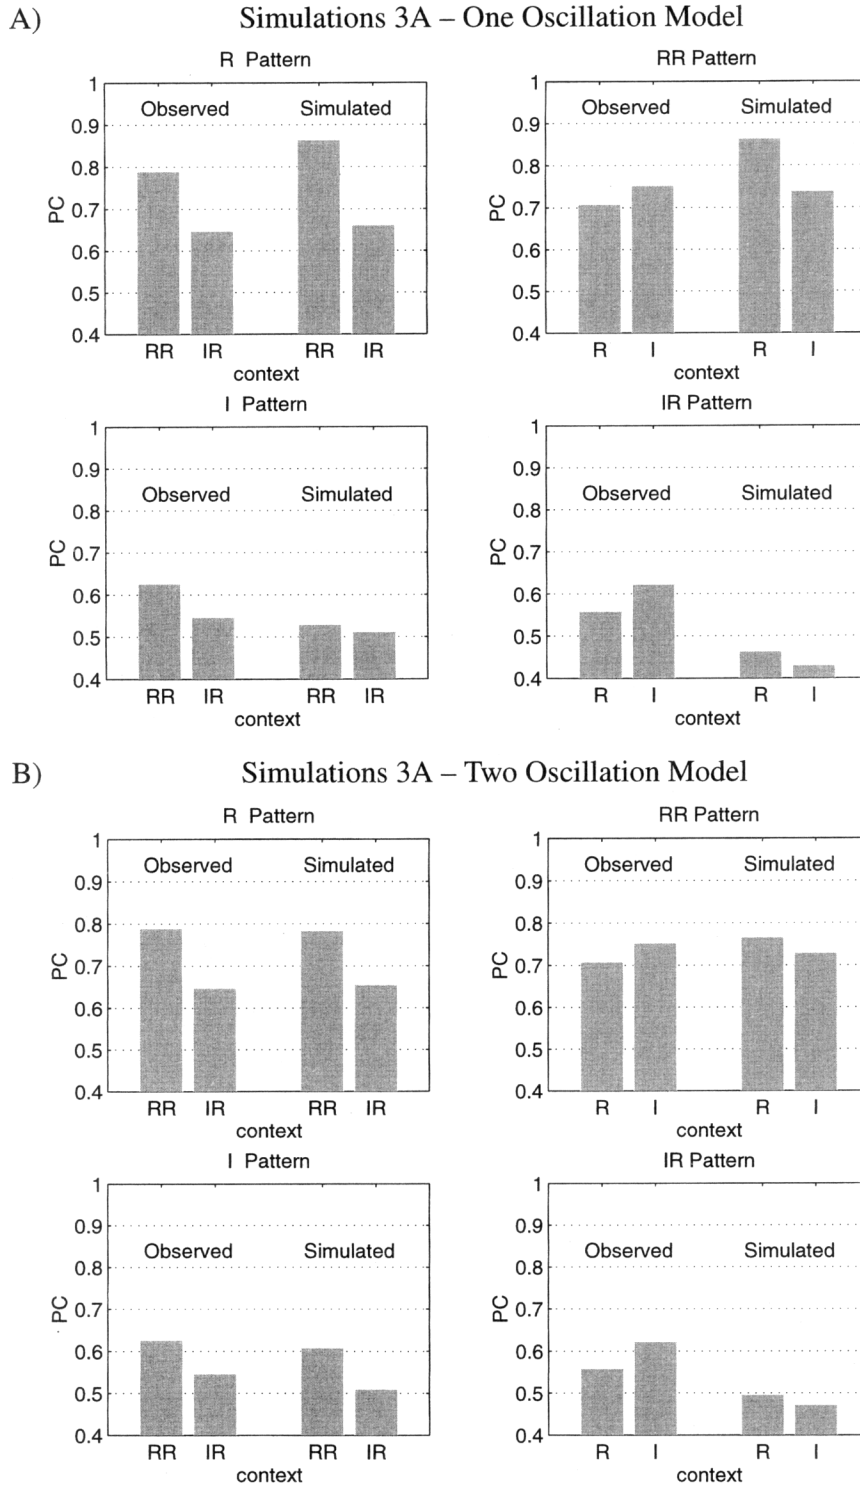 A) Simulations 3A – One Oscillation Model
R Pattern RR Pattern
1 1
Observed Simulated Observed Simulated
0.9 0.9
0.8 0.8
PC 0.7 PC 0.7
0.6 0.6
0.5 0.5
0.4 0.4
RR IR RR IR R I R I
context context
I Pattern IR Pattern
1 1
0.9 0.9
Observed Simulated Observed Simulated
0.8 0.8
PC 0.7 PC 0.7
0.6 0.6
0.5 0.5
0.4 0.4
RR IR RR IR R I R I
context context
B) Simulations 3A – Two Oscillation Model
R Pattern RR Pattern
1 1
Observed Simulated Observed Simulated
0.9 0.9
0.8 0.8
PC 0.7 PC 0.7
0.6 0.6
0.5 0.5
0.4 0.4
RR IR RR IR R I R I
context context
I Pattern IR Pattern
1 1
0.9 0.9
Observed Simulated Observed Simulated
0.8 0.8
PC 0.7 PC 0.7
0.6 0.6
0.5 0.5
0.4 0.4
RR IR RR IR R I R I
context context